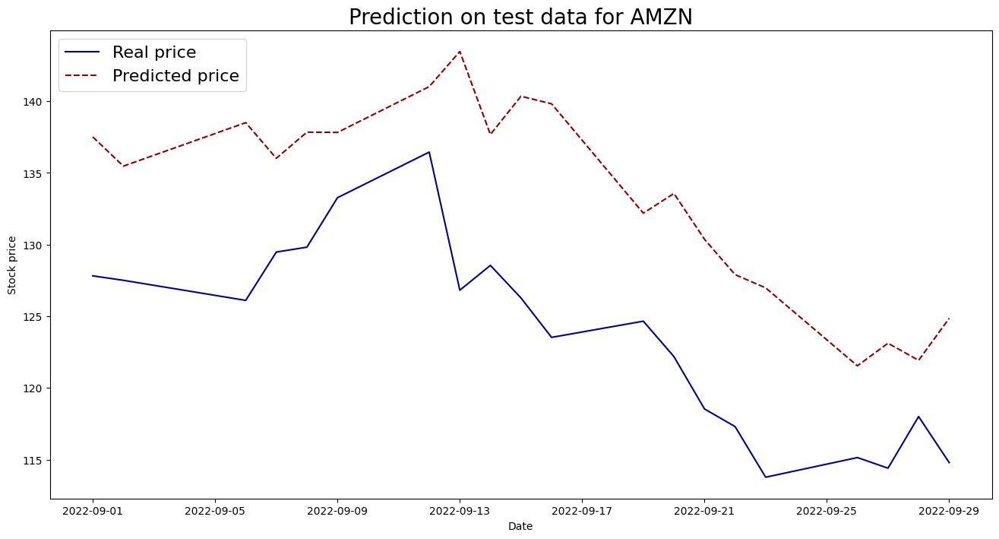 Prediction on test data for AMZN
Real price
Predicted price
140
135
130
125
120
115
Stock price
2022-09-01 2022-09-05 2022-09-09 2022-09-13 2022-09-17 2022-09-21 2022-09-25 2022-09-29
Date